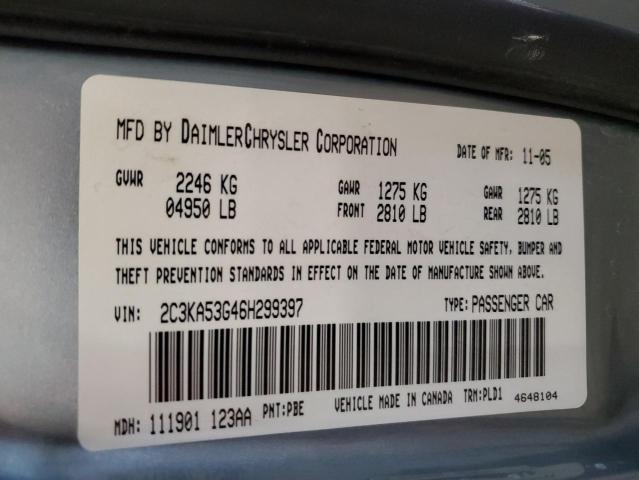 MFD BY DAIMLERCHRYSLER CORPORATION DATE OF MFR: 11-05
GVWR 2246 KG GAWR 1275 KG GAWR 1275 KG
04950 LB FRONT 2810 LB REAR 2810 LB
THIS VEHICLE CONFORMS TO ALL APPLICABLE FEDERAL MOTOR VEHICLE SAFETY, BUMPER AND
THEFT PREVENTION STANDARDS IN EFFECT ON THE DATE OF MANUFACTURE SHOWN ABOVE.
VIN: 2C3KA53G46H299397 TYPE: PASSENGER CAR
MDH: 111901 123AA PNT:PBE VEHICLE MADE IN CANADA TRM:PLD1 4648104